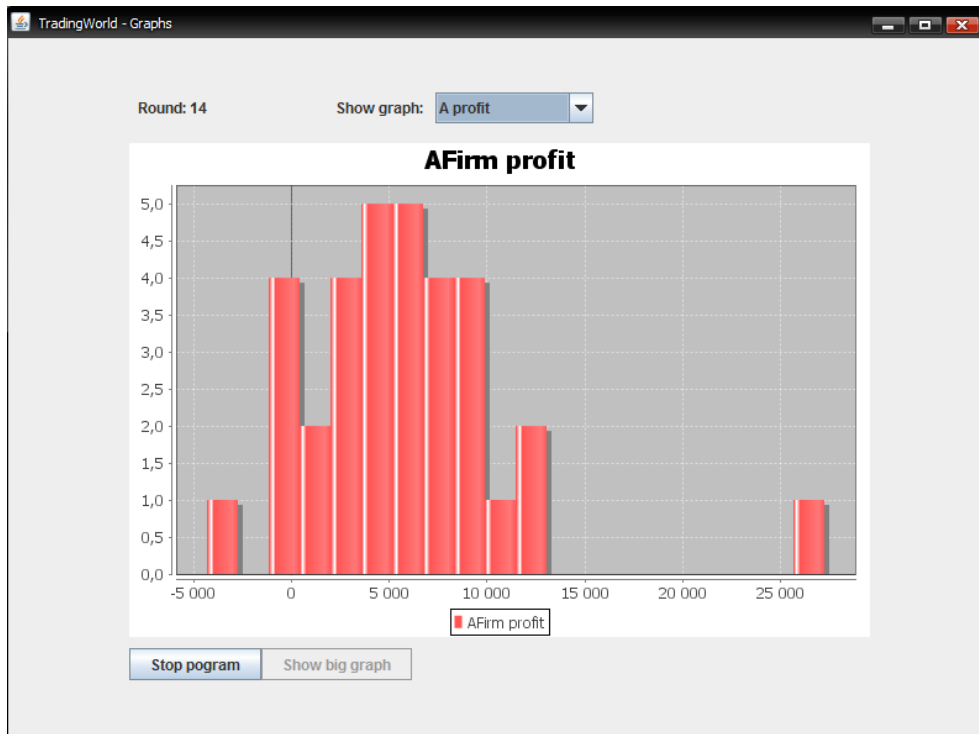 TradingWorld - Graphs
Round: 14
Show graph:
A profit
AFirm profit
5,0
4,5
4,0
3,5
3,0
2,5
2,0
1,5
1,0
0,5
0,0
-5 000
0
5 000
10 000
15 000
20 000
25 000
AFirm profit
Stop pogram
Show big graph